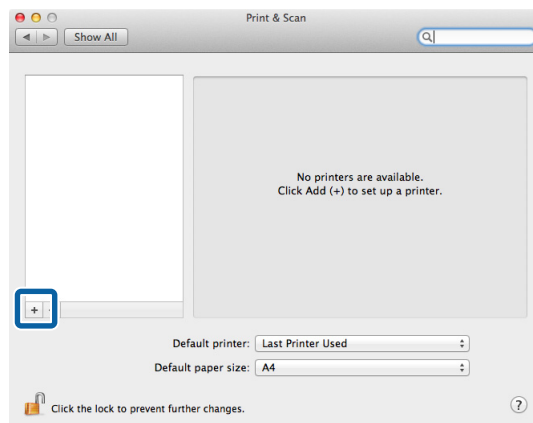 Print & Scan
Show All
No printers are available.
Click Add (+) to set up a printer.
+
Default printer: Last Printer Used
Default paper size: A4
Click the lock to prevent further changes.
?